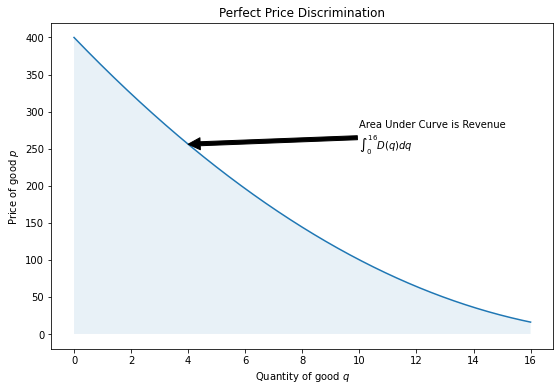 Perfect Price Discrimination
400
350
300
250
200
150
100
50
0
Price of good p
Area Under Curve is Revenue
∫₀¹⁶ D(q)dq
0 2 4 6 8 10 12 14 16
Quantity of good q